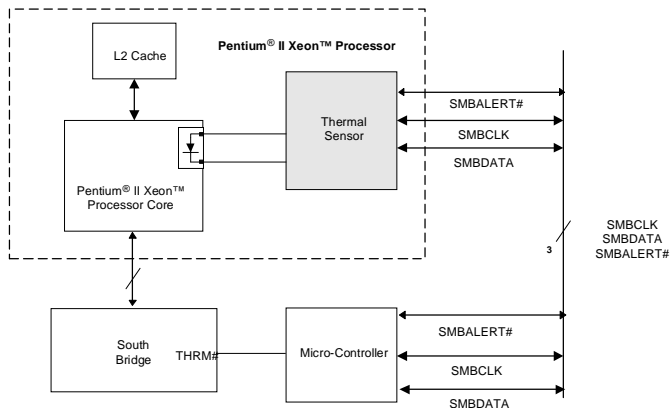 Pentium® II Xeon™ Processor
L2 Cache
Thermal
Sensor
SMBALERT#
SMBCLK
SMBDATA
Pentium® II Xeon™
Processor Core
3
SMBCLK
SMBDATA
SMBALERT#
South
Bridge
THRM#
Micro-Controller
SMBALERT#
SMBCLK
SMBDATA